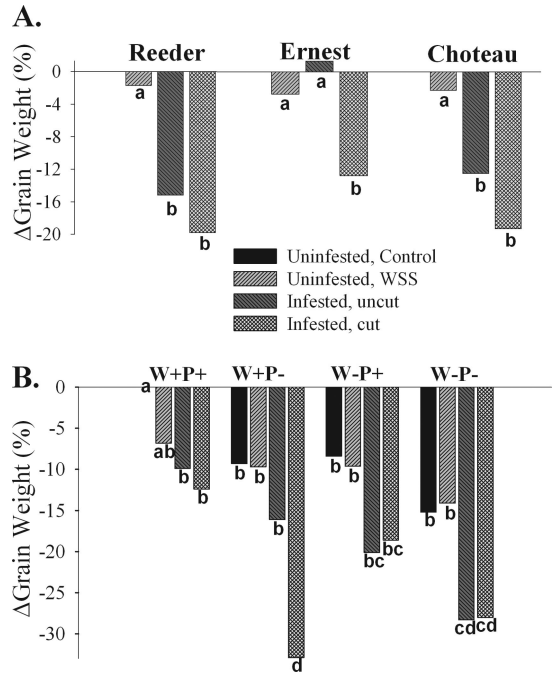 A.
Reeder Ernest Choteau
ΔGrain Weight (%)
0
-4
-8
-12
-16
-20
a a a a
b b b b b
Uninfested, Control
Uninfested, WSS
Infested, uncut
Infested, cut
B.
W+P+ W+P- W-P+ W-P-
ΔGrain Weight (%)
0
-5
-10
-15
-20
-25
-30
a ab b b
b b b d
b b bc bc
b b cd cd